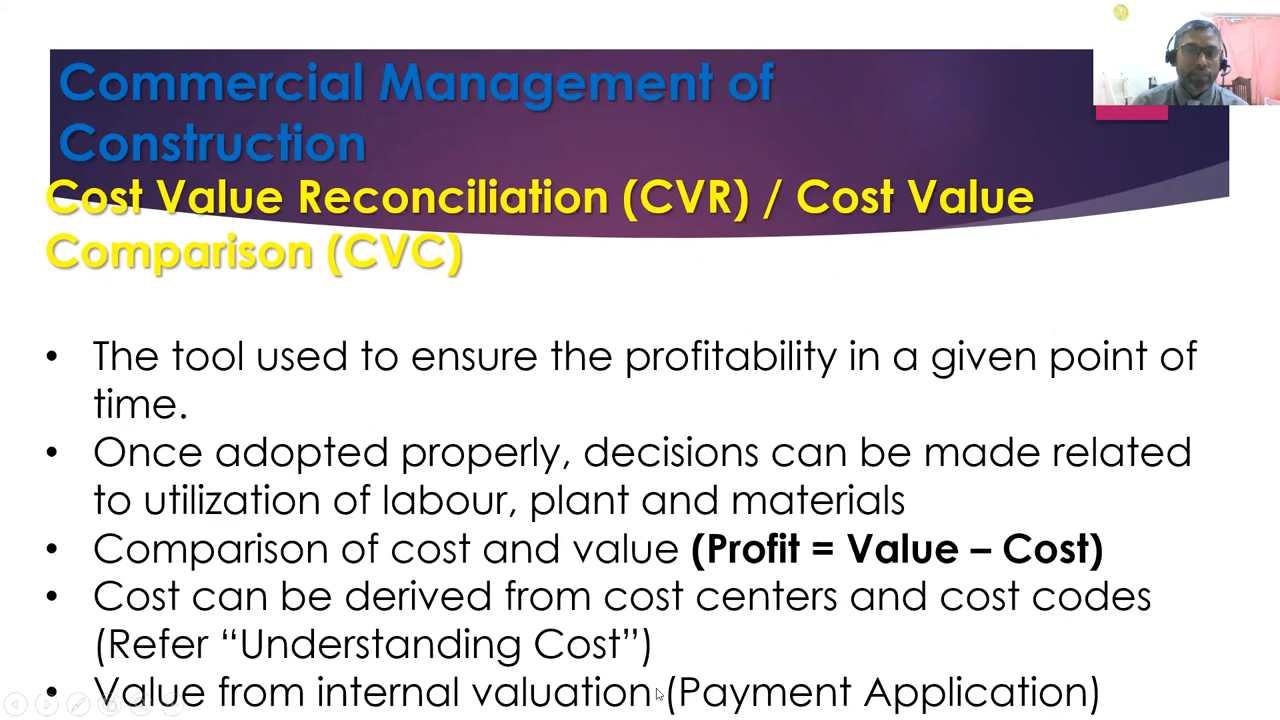 Commercial Management of
Construction
Cost Value Reconciliation (CVR) / Cost Value
Comparison (CVC)
• The tool used to ensure the profitability in a given point of
time.
• Once adopted properly, decisions can be made related
to utilization of labour, plant and materials
• Comparison of cost and value (Profit = Value – Cost)
• Cost can be derived from cost centers and cost codes
(Refer “Understanding Cost”)
• Value from internal valuation (Payment Application)